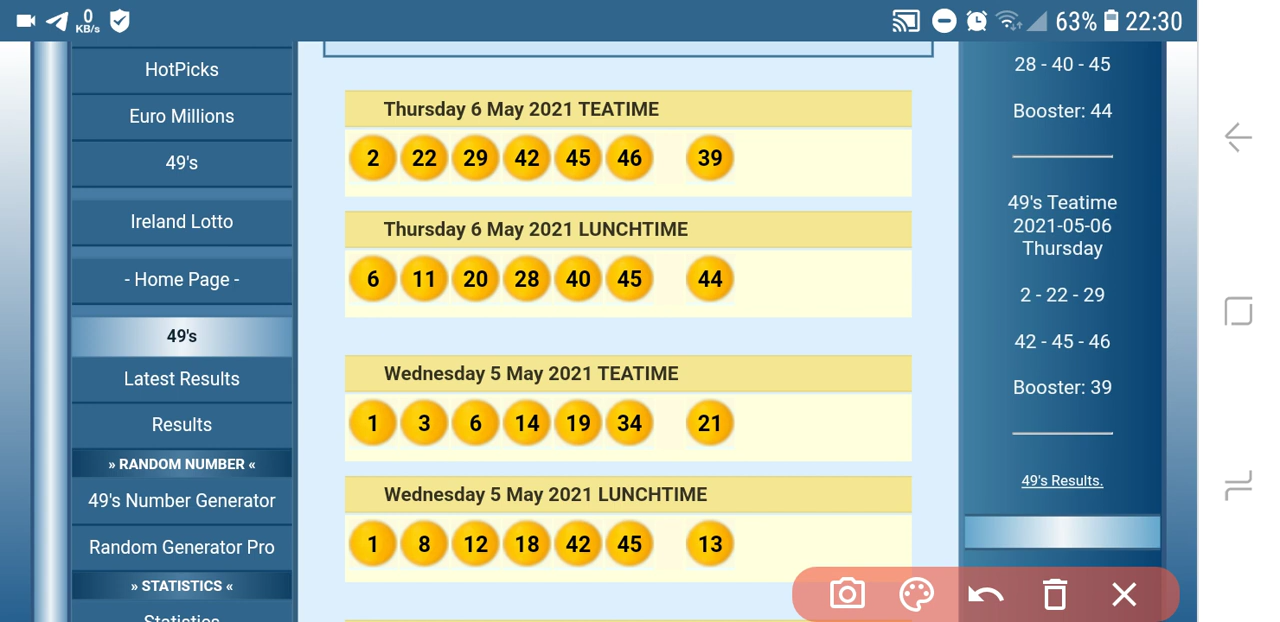 0 KB/s
63% 22:30
HotPicks
Euro Millions
49's
Ireland Lotto
- Home Page -
49's
Latest Results
Results
» RANDOM NUMBER «
49's Number Generator
Random Generator Pro
» STATISTICS «
Statistics
Thursday 6 May 2021 TEATIME
2 22 29 42 45 46 39
Thursday 6 May 2021 LUNCHTIME
6 11 20 28 40 45 44
Wednesday 5 May 2021 TEATIME
1 3 6 14 19 34 21
Wednesday 5 May 2021 LUNCHTIME
1 8 12 18 42 45 13
28 - 40 - 45
Booster: 44
49's Teatime
2021-05-06
Thursday
2 - 22 - 29
42 - 45 - 46
Booster: 39
49's Results.